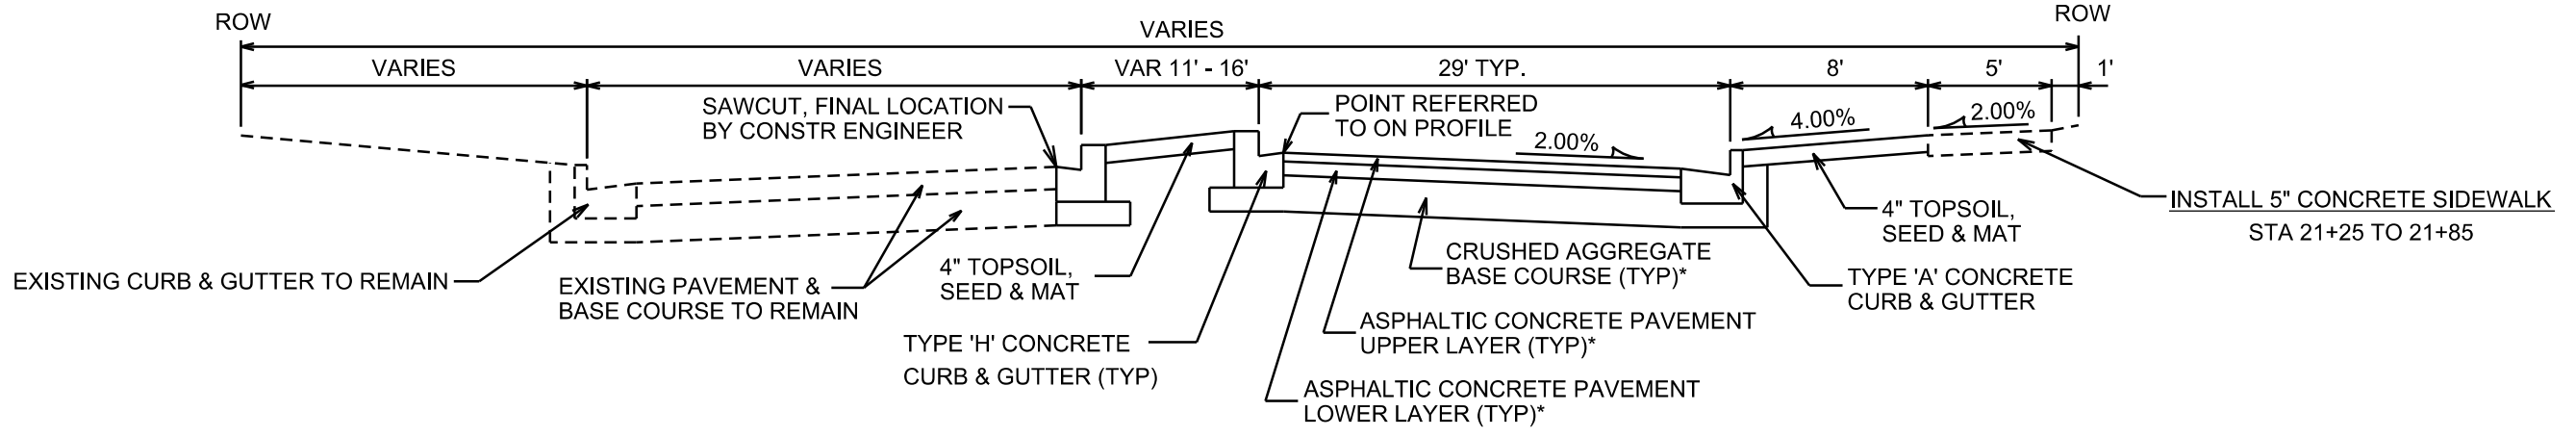 ROW
ROW
VARIES
VARIES
VARIES
VAR 11' - 16'
29' TYP.
8'
5'
1'
SAWCUT, FINAL LOCATION
BY CONSTR ENGINEER
POINT REFERRED
TO ON PROFILE
2.00%
4.00%
2.00%
INSTALL 5" CONCRETE SIDEWALK
STA 21+25 TO 21+85
4" TOPSOIL,
SEED & MAT
EXISTING CURB & GUTTER TO REMAIN
EXISTING PAVEMENT &
BASE COURSE TO REMAIN
4" TOPSOIL,
SEED & MAT
CRUSHED AGGREGATE
BASE COURSE (TYP)*
TYPE 'A' CONCRETE
CURB & GUTTER
TYPE 'H' CONCRETE
CURB & GUTTER (TYP)
ASPHALTIC CONCRETE PAVEMENT
UPPER LAYER (TYP)*
ASPHALTIC CONCRETE PAVEMENT
LOWER LAYER (TYP)*